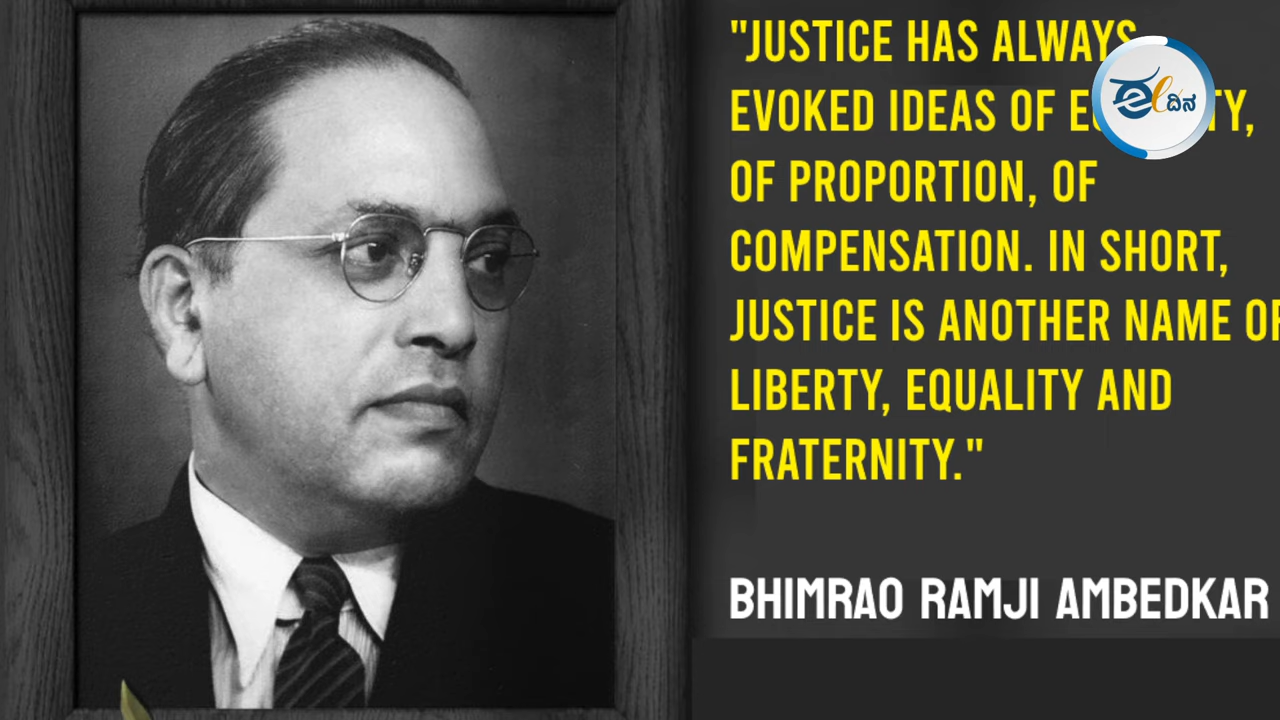 "JUSTICE HAS ALWAYS
EVOKED IDEAS OF
OF PROPORTION, OF
COMPENSATION. IN SHORT,
JUSTICE IS ANOTHER NAME OF
LIBERTY, EQUALITY AND
FRATERNITY."
BHIMRAO RAMJI AMBEDKAR
ದಿನ